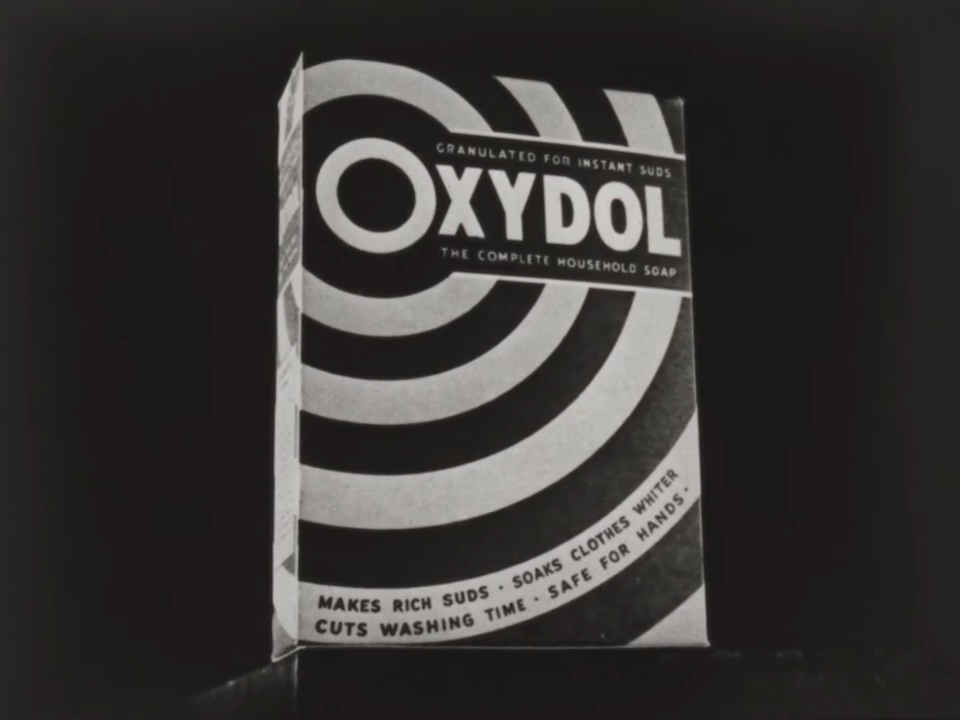 GRANULATED FOR INSTANT SUDS
OXYDOL
THE COMPLETE HOUSEHOLD SOAP
MAKES RICH SUDS · SOAKS CLOTHES WHITER
CUTS WASHING TIME · SAFE FOR HANDS ·